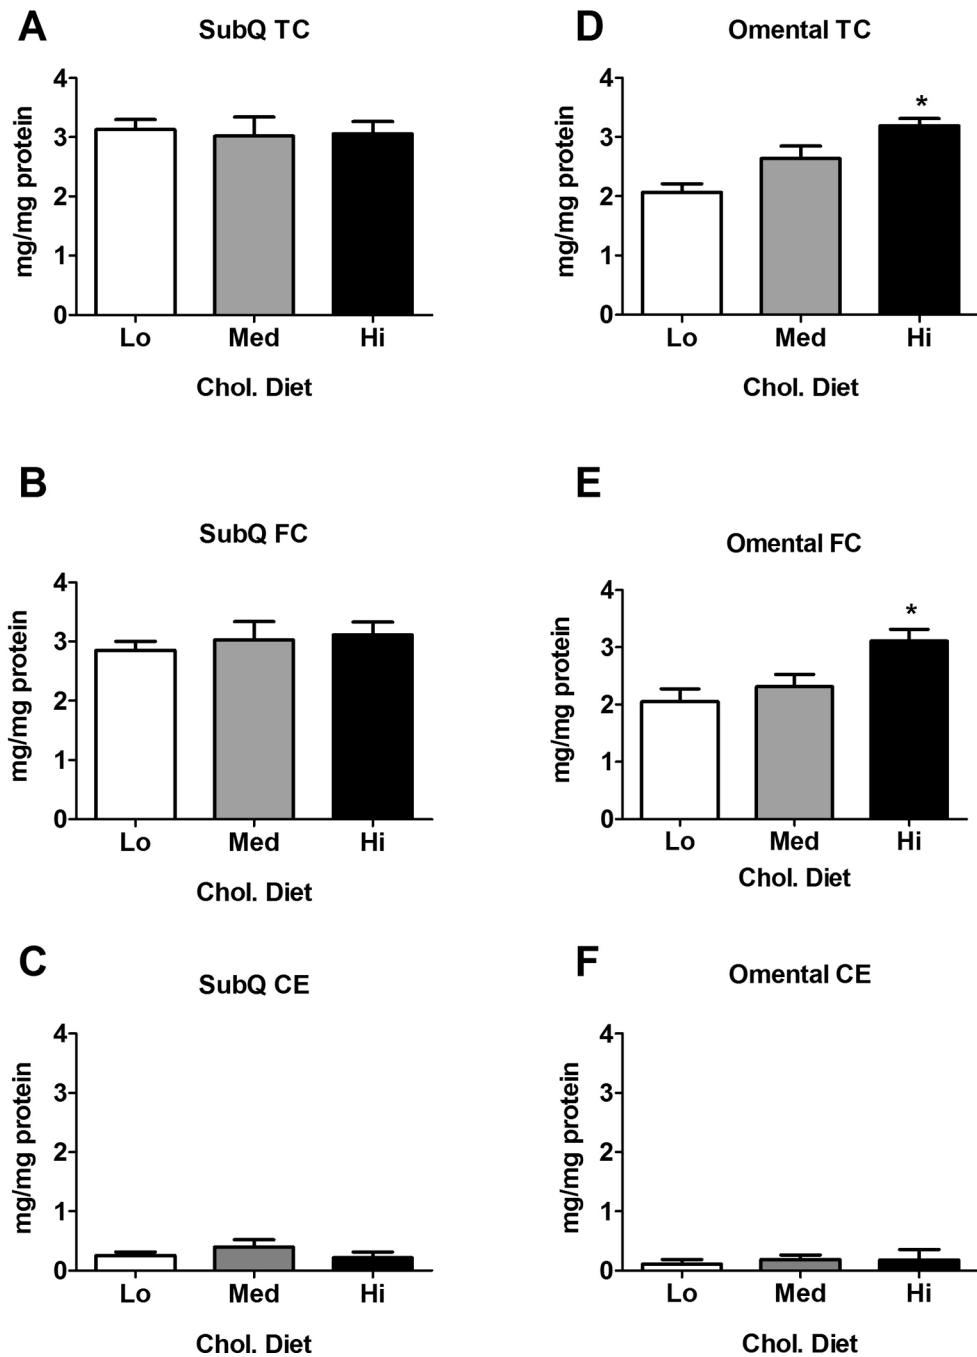 A
SubQ TC
4
3
2
1
0
mg/mg protein
Lo Med Hi
Chol. Diet
D
Omental TC
4
3
2
1
0
mg/mg protein
*
Lo Med Hi
Chol. Diet
B
SubQ FC
4
3
2
1
0
mg/mg protein
Lo Med Hi
Chol. Diet
E
Omental FC
4
3
2
1
0
mg/mg protein
*
Lo Med Hi
Chol. Diet
C
SubQ CE
4
3
2
1
0
mg/mg protein
Lo Med Hi
Chol. Diet
F
Omental CE
4
3
2
1
0
mg/mg protein
Lo Med Hi
Chol. Diet